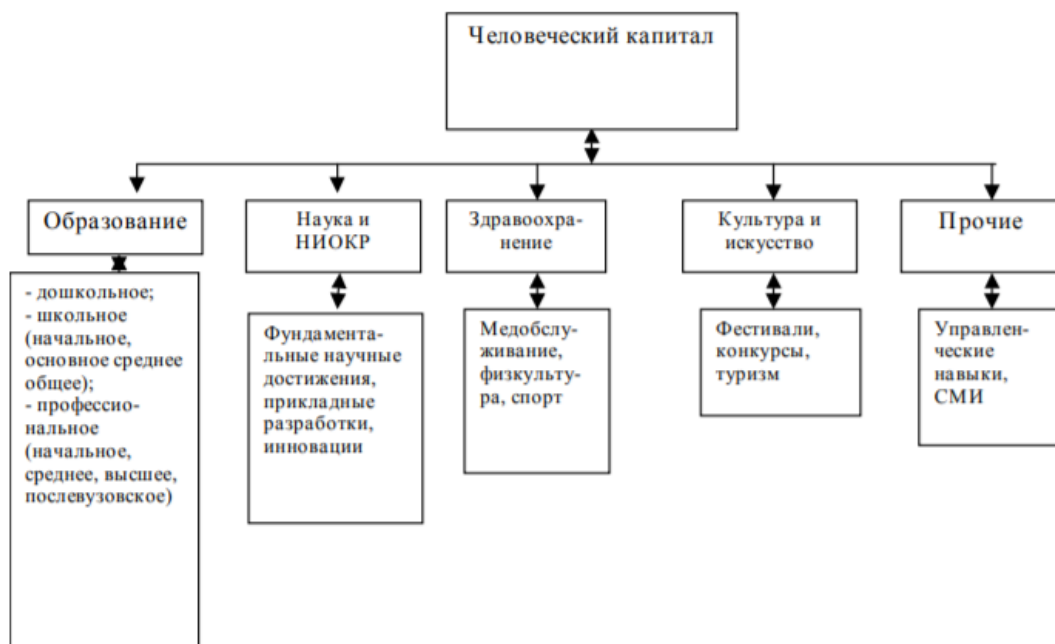 Человеческий капитал
Образование
Наука и
НИОКР
Здравоохра-
нение
Культура и
искусство
Прочие
- дошкольное;
- школьное
(начальное,
основное среднее
общее);
- профессио-
нальное
(начальное,
среднее, высшее,
послевузовское)
Фундамента-
льные научные
достижения,
прикладные
разработки,
инновации
Медобслу-
живание,
физкульту-
ра, спорт
Фестивали,
конкурсы,
туризм
Управлен-
ческие
навыки,
СМИ